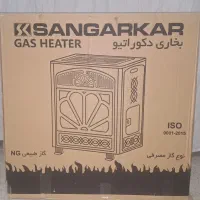 SANGARKAR
GAS HEATER
بخاری دکوراتیو
ISO
9001-2015
گاز طبیعی NG
نوع گاز مصرفی